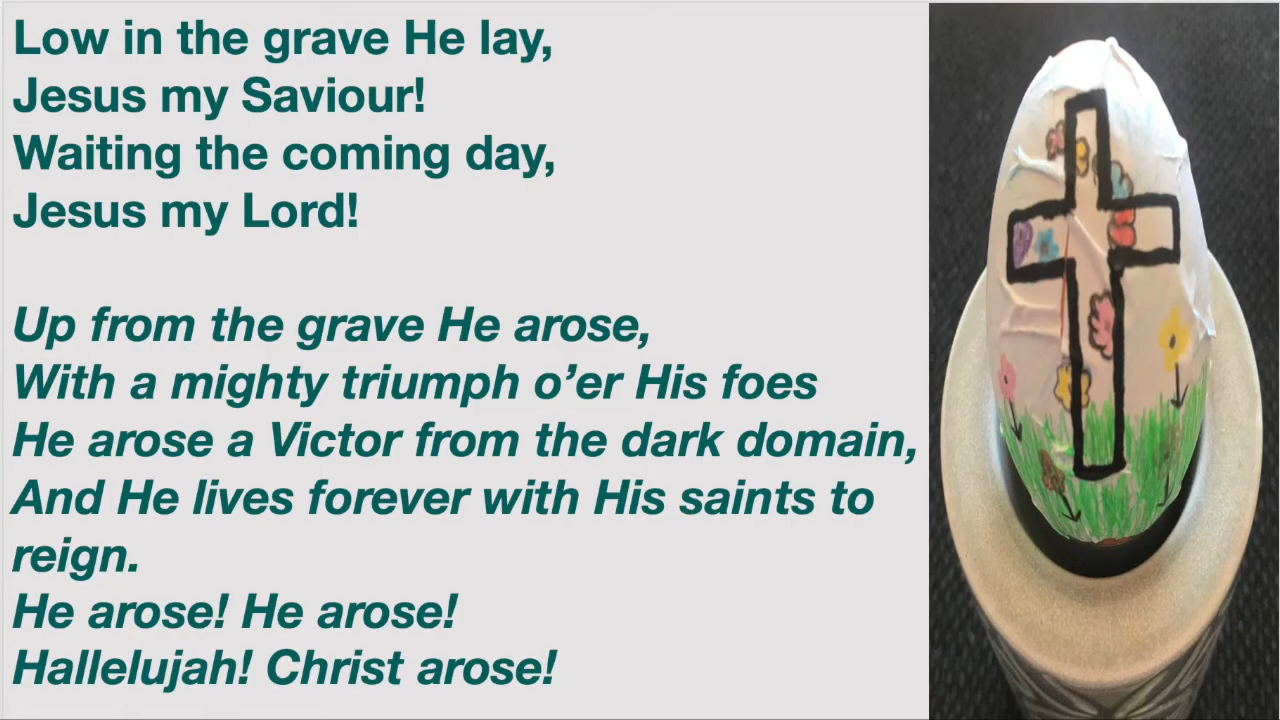 Low in the grave He lay,
Jesus my Saviour!
Waiting the coming day,
Jesus my Lord!
Up from the grave He arose,
With a mighty triumph o’er His foes
He arose a Victor from the dark domain,
And He lives forever with His saints to
reign.
He arose! He arose!
Hallelujah! Christ arose!